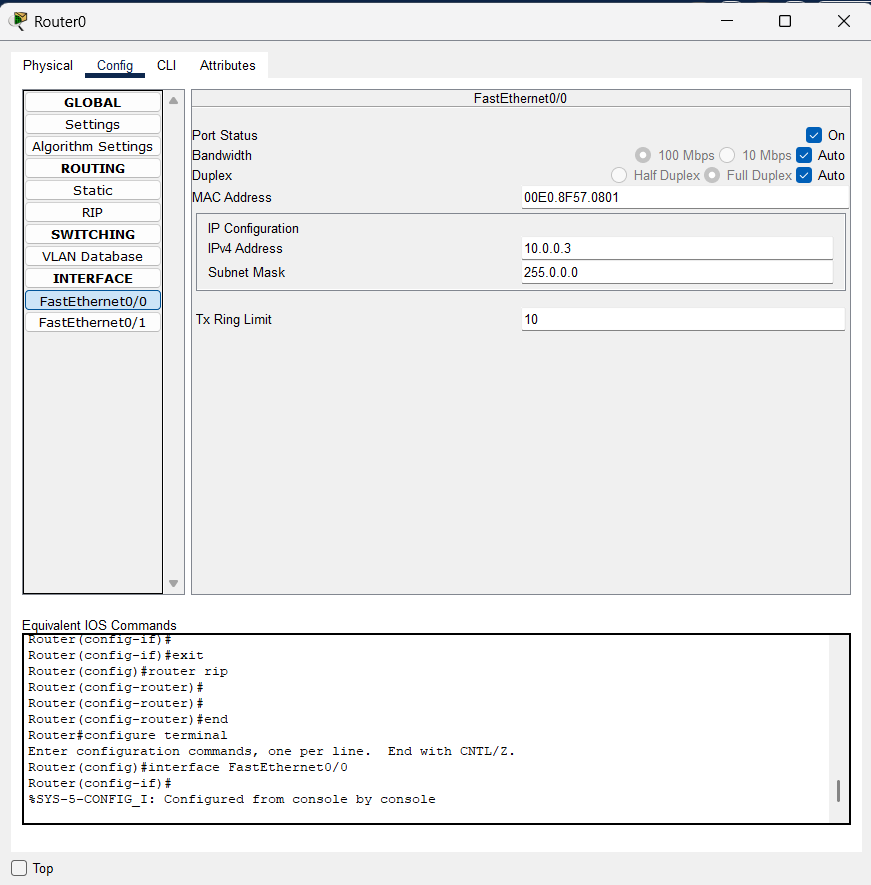 Router0
Physical Config CLI Attributes
GLOBAL
Settings
Algorithm Settings
ROUTING
Static
RIP
SWITCHING
VLAN Database
INTERFACE
FastEthernet0/0
FastEthernet0/1
FastEthernet0/0
Port Status On
Bandwidth 100 Mbps 10 Mbps Auto
Duplex Half Duplex Full Duplex Auto
MAC Address 00E0.8F57.0801
IP Configuration
IPv4 Address 10.0.0.3
Subnet Mask 255.0.0.0
Tx Ring Limit 10
Equivalent IOS Commands
Router(config-if)#
Router(config-if)#exit
Router(config)#router rip
Router(config-router)#
Router(config-router)#
Router(config-router)#end
Router#configure terminal
Enter configuration commands, one per line.  End with CNTL/Z.
Router(config)#interface FastEthernet0/0
Router(config-if)#
%SYS-5-CONFIG_I: Configured from console by console
Top